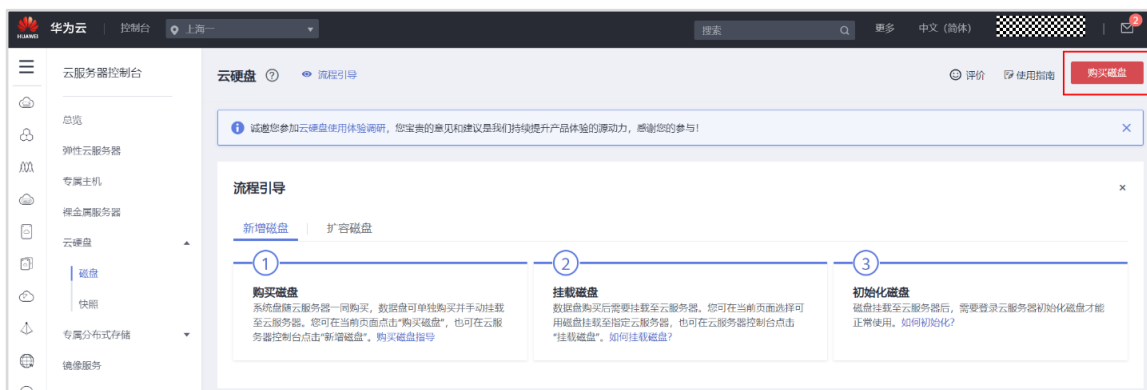 HUAWEI
华为云
控制台
上海一
搜索
更多
中文 (简体)
2
云服务器控制台
云硬盘
?
流程引导
评价
使用指南
购买磁盘
诚邀您参加云硬盘使用体验调研，您宝贵的意见和建议是我们持续提升产品体验的源动力，感谢您的参与！
总览
弹性云服务器
专属主机
裸金属服务器
云硬盘
磁盘
快照
专属分布式存储
镜像服务
流程引导
新增磁盘
扩容磁盘
1
购买磁盘
系统盘随云服务器一同购买，数据盘可单独购买并手动挂载
至云服务器。您可在当前页面点击“购买磁盘”，也可在云服
务器控制台点击“新增磁盘”。购买磁盘指导
2
挂载磁盘
数据盘购买后需要挂载至云服务器。您可在当前页面选择可
用磁盘挂载至指定云服务器，也可在云服务器控制台点击
“挂载磁盘”。如何挂载磁盘？
3
初始化磁盘
磁盘挂载至云服务器后，需要登录云服务器初始化磁盘才能
正常使用。如何初始化？